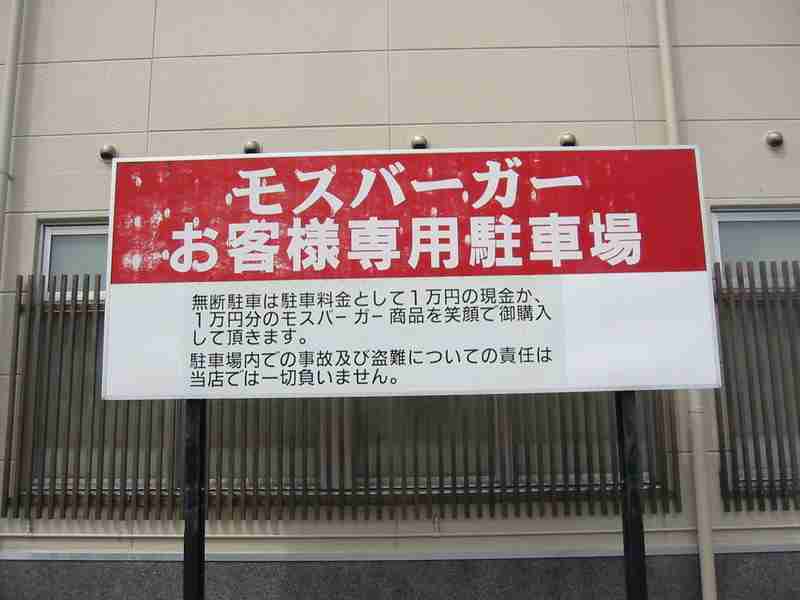 モスバーガー
お客様専用駐車場
無断駐車は駐車料金として1万円の現金か、
1万円分のモスバーガー商品を笑顔で御購入
して頂きます。
駐車場内での事故及び盗難についての責任は
当店では一切負いません。